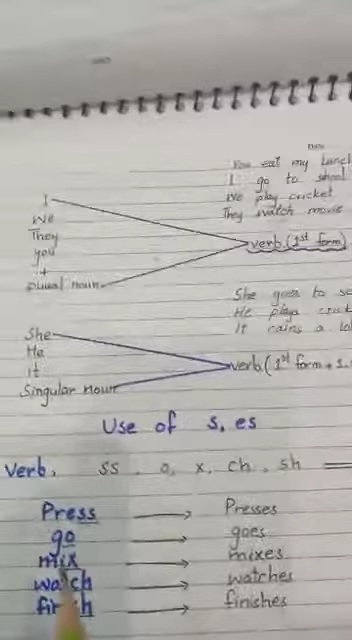 You eat my lunch
I go to school
We play cricket
They watch movie
I
We
They
you
+
plural noun
verb (1st form)
She goes to
He plays
It rains a
She
He
it
Singular noun
verb (1st form + s.
Use of s, es
verb. ss . o, x, ch . sh
Press → Presses
go → goes
mix → mixes
watch → watches
finish → finishes